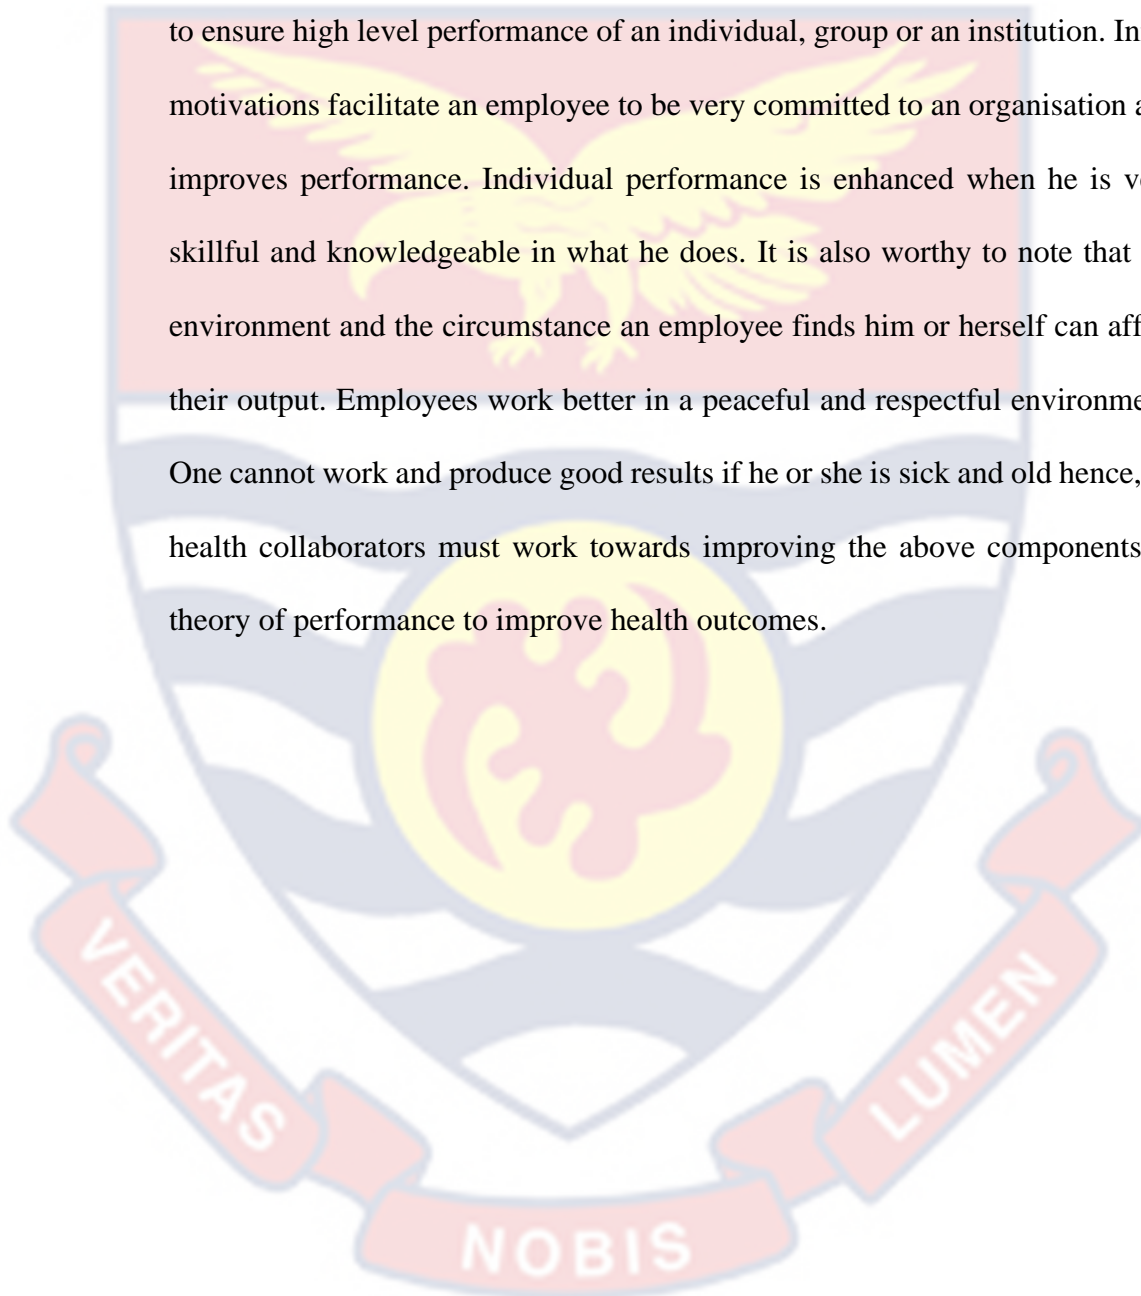 to ensure high level performance of an individual, group or an institution. In
motivations facilitate an employee to be very committed to an organisation
improves performance. Individual performance is enhanced when he is
skillful and knowledgeable in what he does. It is also worthy to note that
environment and the circumstance an employee finds him or herself can
their output. Employees work better in a peaceful and respectful
One cannot work and produce good results if he or she is sick and old hence,
health collaborators must work towards improving the above components
theory of performance to improve health outcomes.
VERITAS
NOBIS
LUMEN